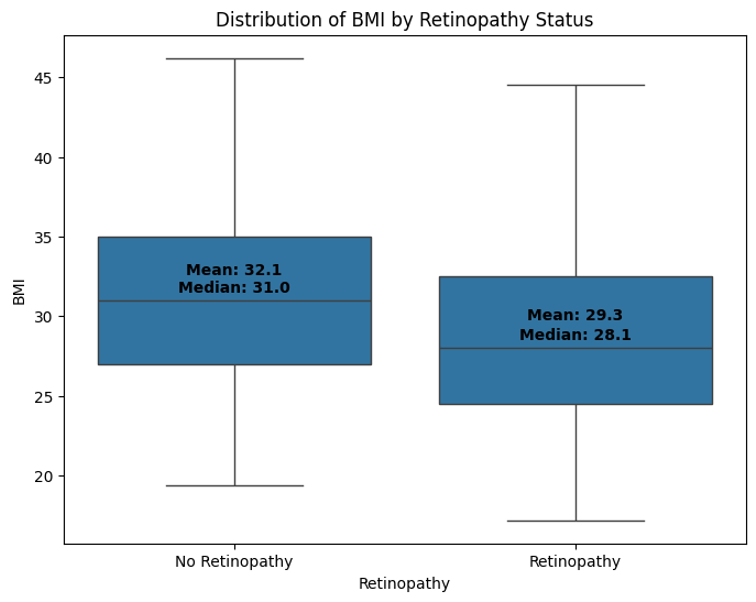 Distribution of BMI by Retinopathy Status
BMI
45
40
35
30
25
20
Mean: 32.1
Median: 31.0
Mean: 29.3
Median: 28.1
No Retinopathy
Retinopathy
Retinopathy